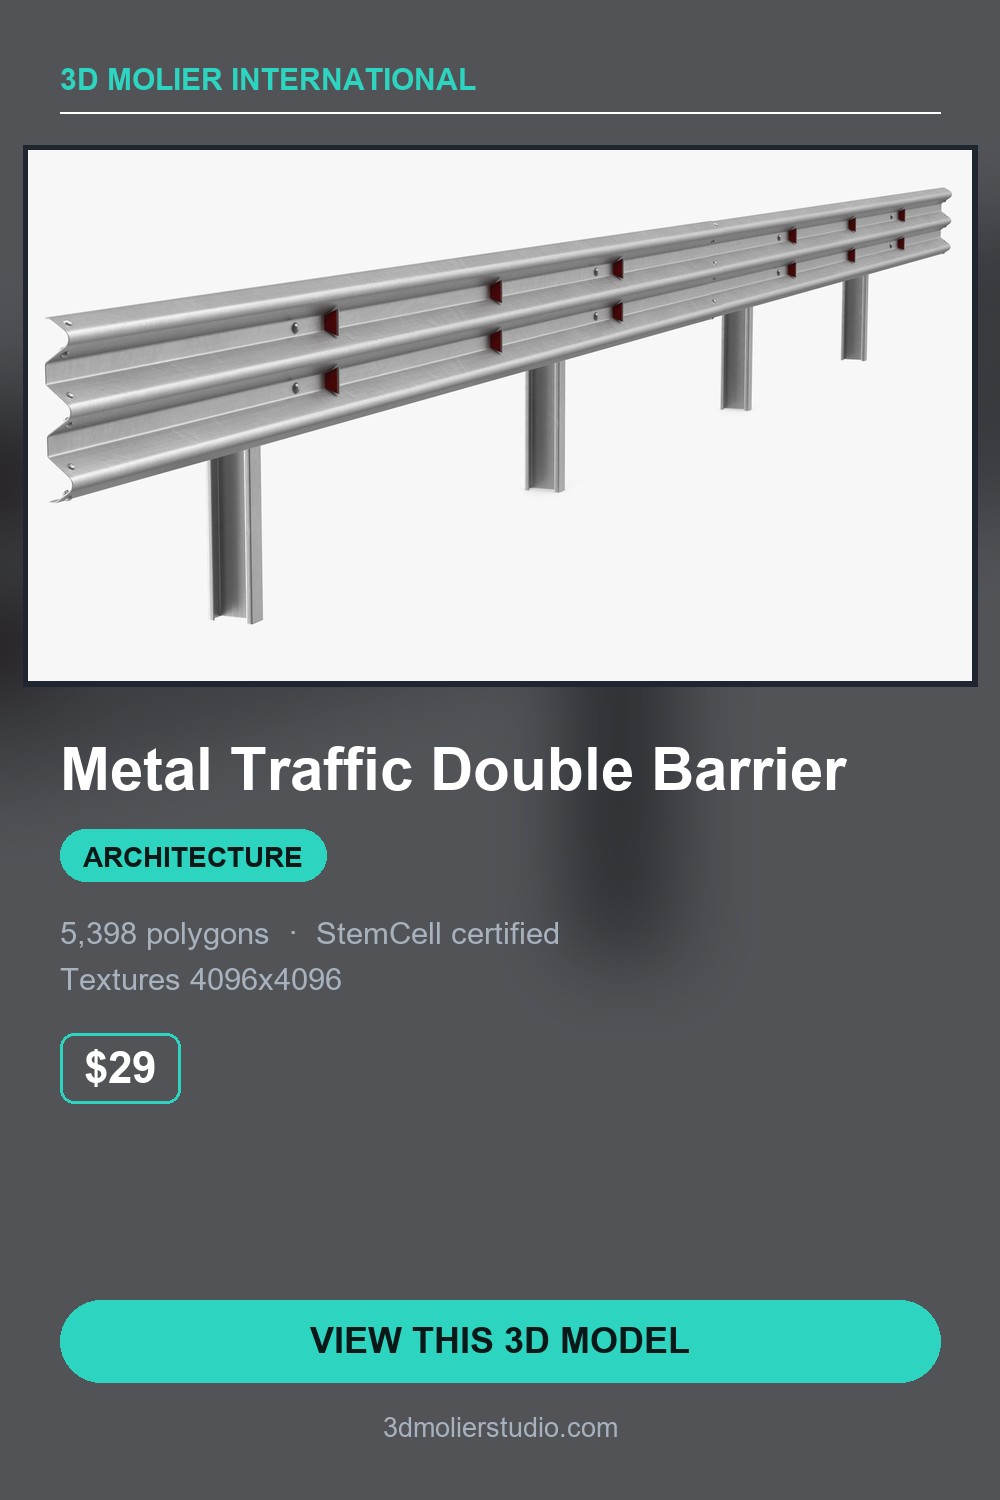 3D MOLIER INTERNATIONAL
Metal Traffic Double Barrier
ARCHITECTURE
5,398 polygons · StemCell certified
Textures 4096x4096
$29
VIEW THIS 3D MODEL
3dmolierstudio.com